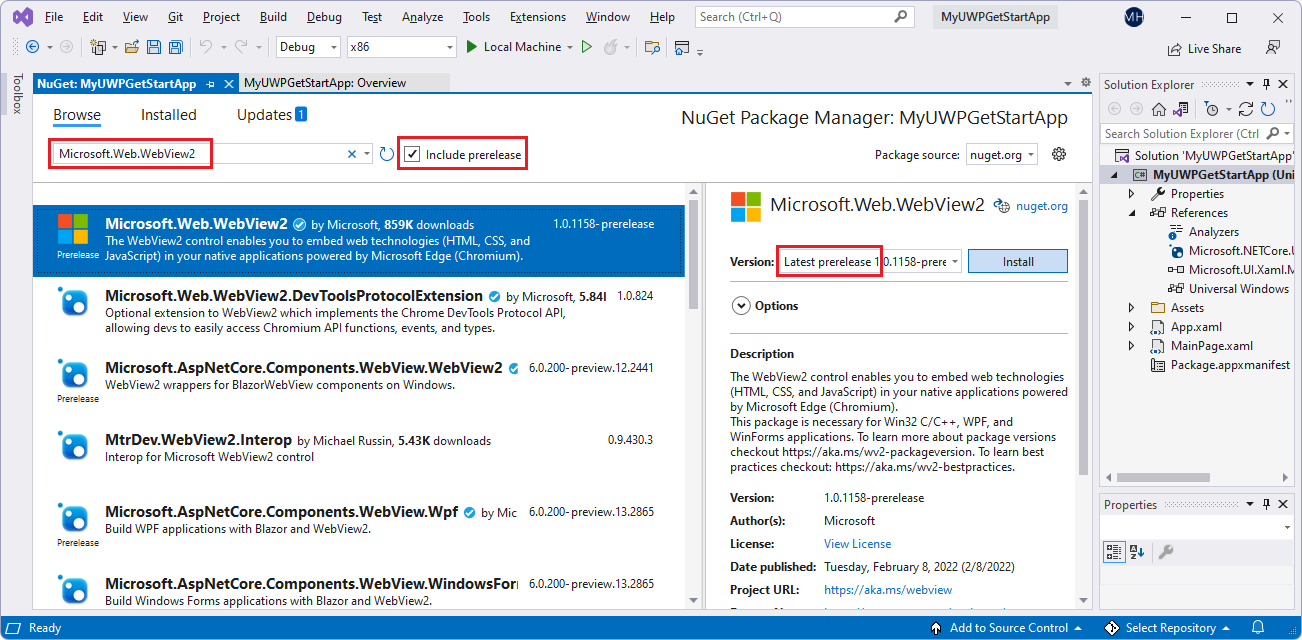 File Edit View Git Project Build Debug Test Analyze Tools Extensions Window Help Search (Ctrl+Q) MyUWPGetStartApp MH
Debug x86 Local Machine Live Share
Toolbox
NuGet: MyUWPGetStartApp MyUWPGetStartApp: Overview
Browse Installed Updates 1
NuGet Package Manager: MyUWPGetStartApp
Microsoft.Web.WebView2 Include prerelease
Package source: nuget.org
Microsoft.Web.WebView2 by Microsoft, 859K downloads 1.0.1158-prerelease
The WebView2 control enables you to embed web technologies (HTML, CSS, and
Prerelease JavaScript) in your native applications powered by Microsoft Edge (Chromium).
Microsoft.Web.WebView2.DevToolsProtocolExtension by Microsoft, 5.84 1.0.824
Optional extension to WebView2 which implements the Chrome DevTools Protocol API,
allowing devs to easily access Chromium API functions, events, and types.
Microsoft.AspNetCore.Components.WebView.WebView2 6.0.200-preview.12.2441
WebView2 wrappers for BlazorWebView components on Windows.
Prerelease
MtrDev.WebView2.Interop by Michael Russin, 5.43K downloads 0.9.430.3
Interop for Microsoft WebView2 control
Microsoft.AspNetCore.Components.WebView.Wpf by Mic 6.0.200-preview.13.2865
Build WPF applications with Blazor and WebView2.
Prerelease
Microsoft.AspNetCore.Components.WebView.WindowsFor 6.0.200-preview.13.2865
Build Windows Forms applications with Blazor and WebView2.
Microsoft.Web.WebView2 nuget.org
Version: Latest prerelease 1.0.1158-prere Install
Options
Description
The WebView2 control enables you to embed web technologies
(HTML, CSS, and JavaScript) in your native applications powered
by Microsoft Edge (Chromium).
This package is necessary for Win32 C/C++, WPF, and
WinForms applications. To learn more about package versions
checkout https://aka.ms/wv2-packageversion. To learn best
practices checkout: https://aka.ms/wv2-bestpractices.
Version: 1.0.1158-prerelease
Author(s): Microsoft
License: View License
Date published: Tuesday, February 8, 2022 (2/8/2022)
Project URL: https://aka.ms/webview
Solution Explorer
Search Solution Explorer (Ctrl
Solution 'MyUWPGetStartApp'
C# MyUWPGetStartApp (Uni
Properties
References
Analyzers
Microsoft.NETCore.U
Microsoft.UI.Xaml.M
Universal Windows
Assets
App.xaml
MainPage.xaml
Package.appxmanifest
Properties
Ready Add to Source Control Select Repository